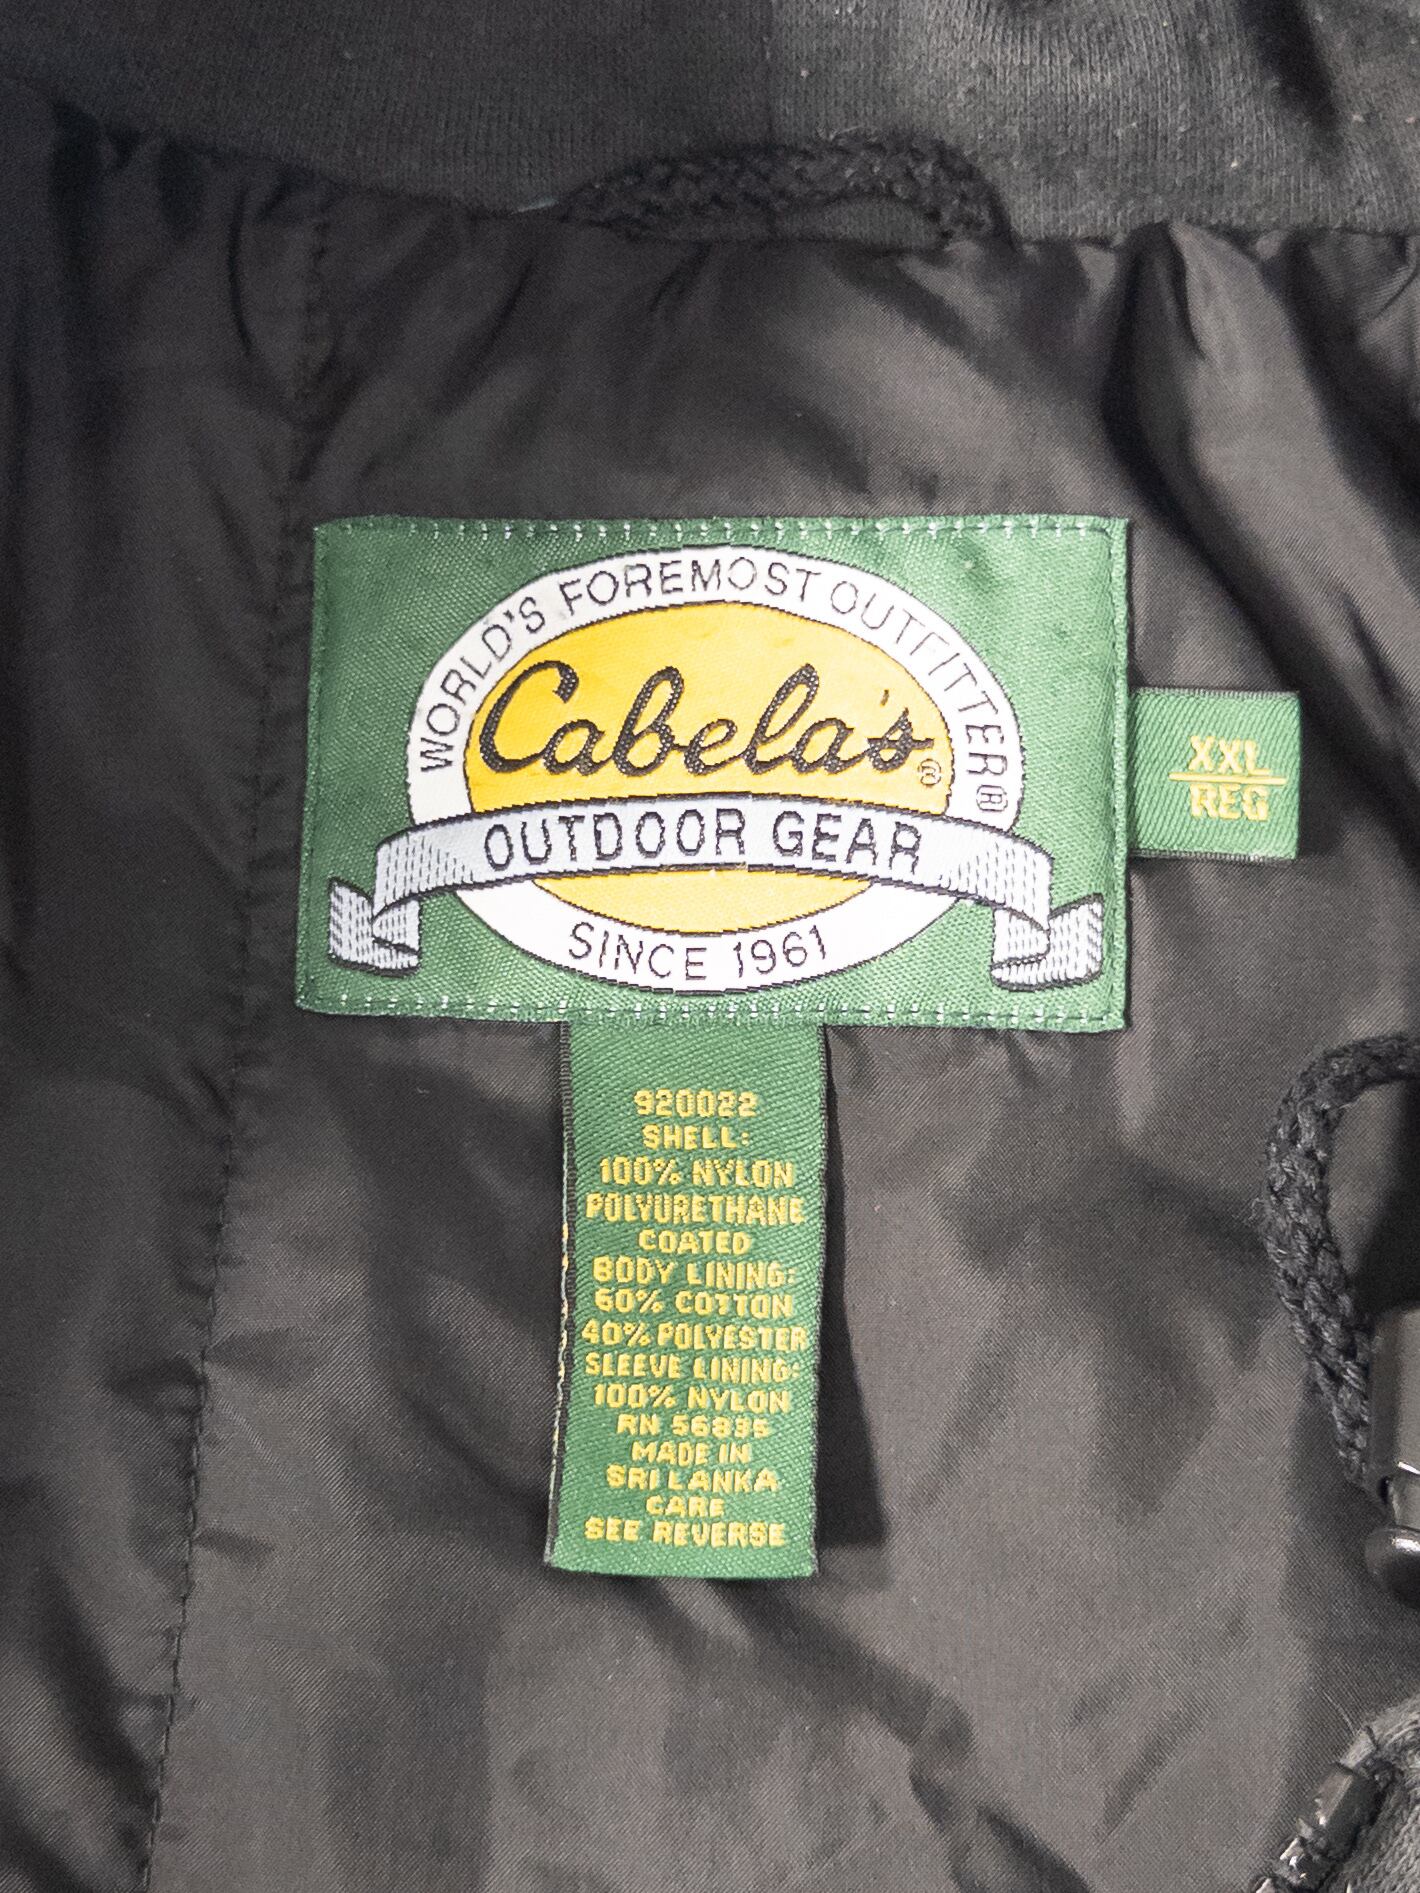 WORLD'S FOREMOST OUTFITTER®
Cabela's®
OUTDOOR GEAR
SINCE 1961
XXL
REG
920022
SHELL:
100% NYLON
POLYURETHANE
COATED
BODY LINING:
60% COTTON
40% POLYESTER
SLEEVE LINING:
100% NYLON
RN 56835
MADE IN
SRI LANKA
CARE
SEE REVERSE